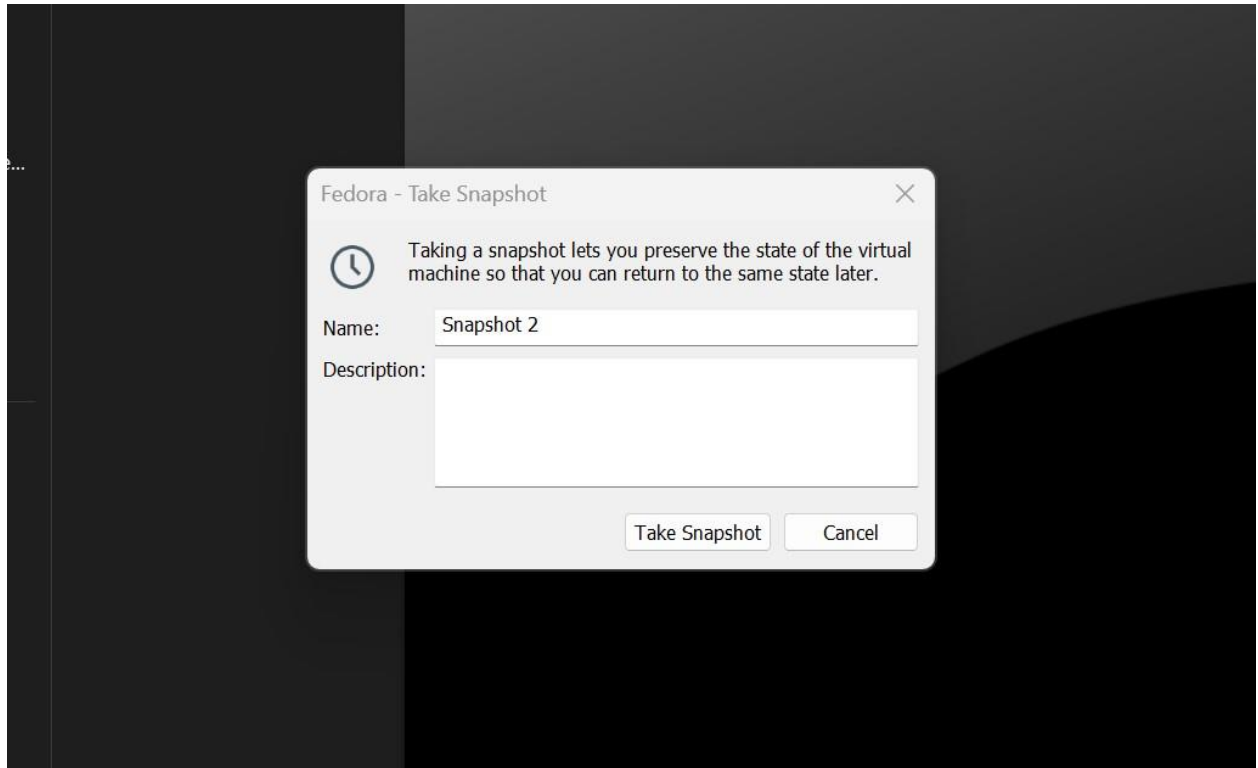 e...
Fedora - Take Snapshot
Taking a snapshot lets you preserve the state of the virtual
machine so that you can return to the same state later.
Name:
Snapshot 2
Description:
Take Snapshot
Cancel